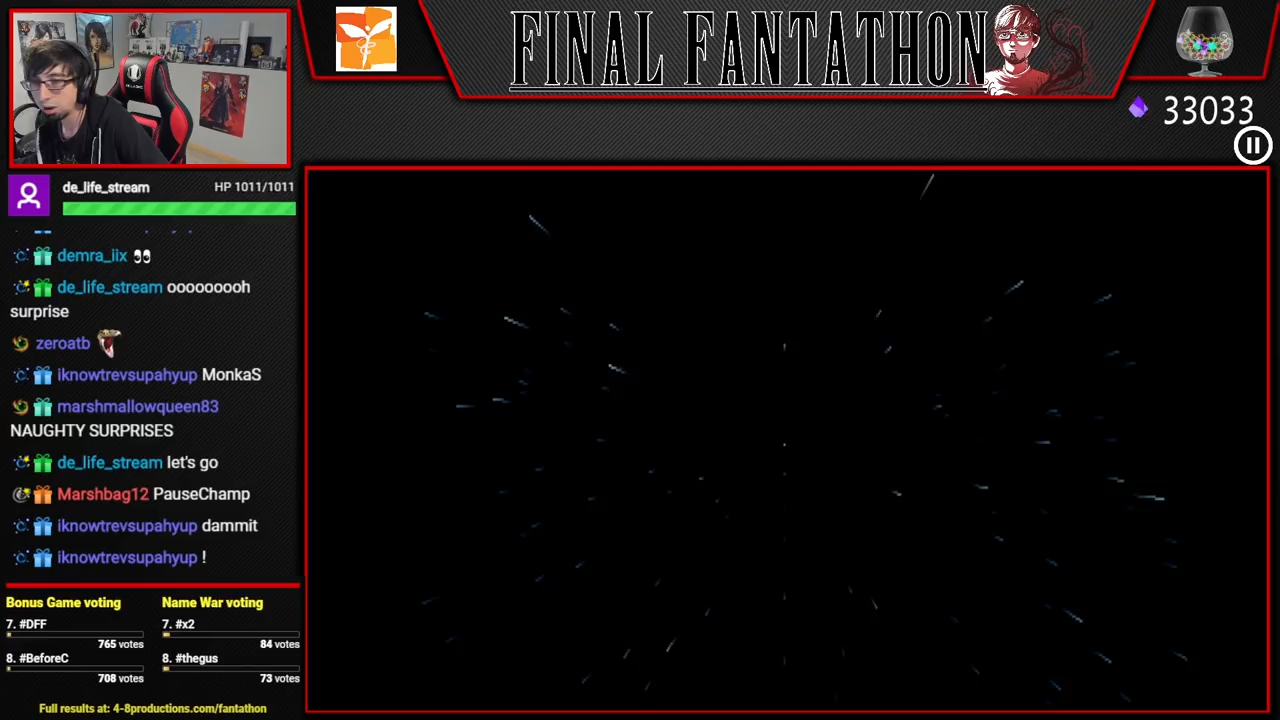 FINAL FANTATHON
33033
de_life_stream HP 1011/1011
demra_iix
de_life_stream ooooooooh
surprise
zeroatb
iknowtrevsupahyup MonkaS
marshmallowqueen83
NAUGHTY SURPRISES
de_life_stream let's go
Marshbag12 PauseChamp
iknowtrevsupahyup dammit
iknowtrevsupahyup !
Bonus Game voting Name War voting
7. #DFF 7. #x2
765 votes 84 votes
8. #BeforeC 8. #thegus
708 votes 73 votes
Full results at: 4-8productions.com/fantathon